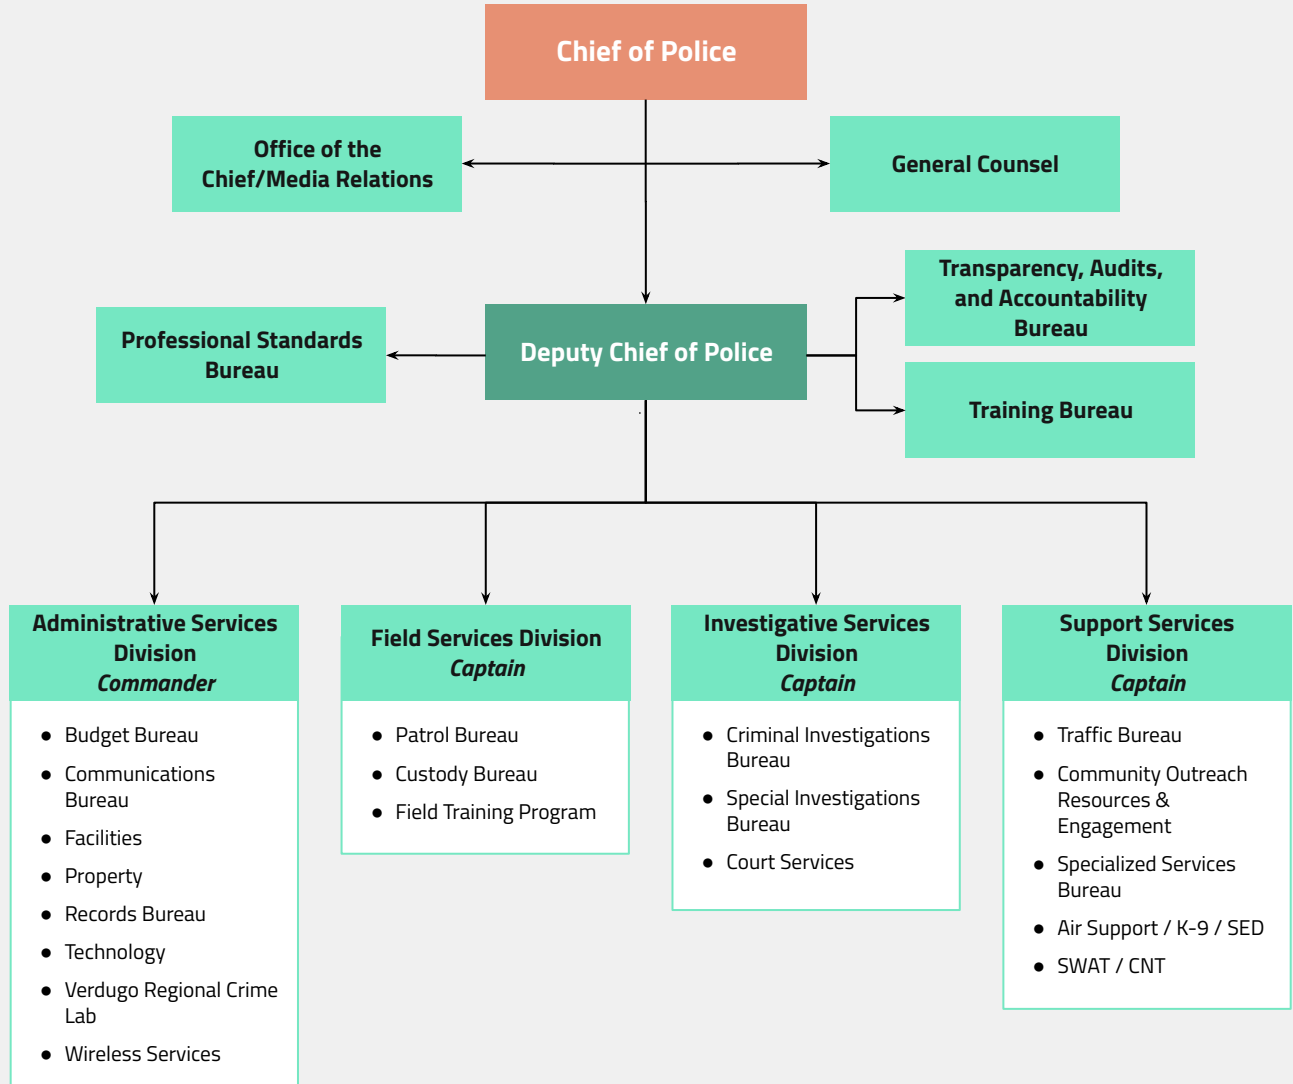 Chief of Police
Office of the
Chief/Media Relations
General Counsel
Transparency, Audits,
and Accountability
Bureau
Professional Standards
Bureau
Deputy Chief of Police
Training Bureau
Administrative Services
Division
Commander
• Budget Bureau
• Communications
Bureau
• Facilities
• Property
• Records Bureau
• Technology
• Verdugo Regional Crime
Lab
• Wireless Services
Field Services Division
Captain
• Patrol Bureau
• Custody Bureau
• Field Training Program
Investigative Services
Division
Captain
• Criminal Investigations
Bureau
• Special Investigations
Bureau
• Court Services
Support Services
Division
Captain
• Traffic Bureau
• Community Outreach
Resources &
Engagement
• Specialized Services
Bureau
• Air Support / K-9 / SED
• SWAT / CNT